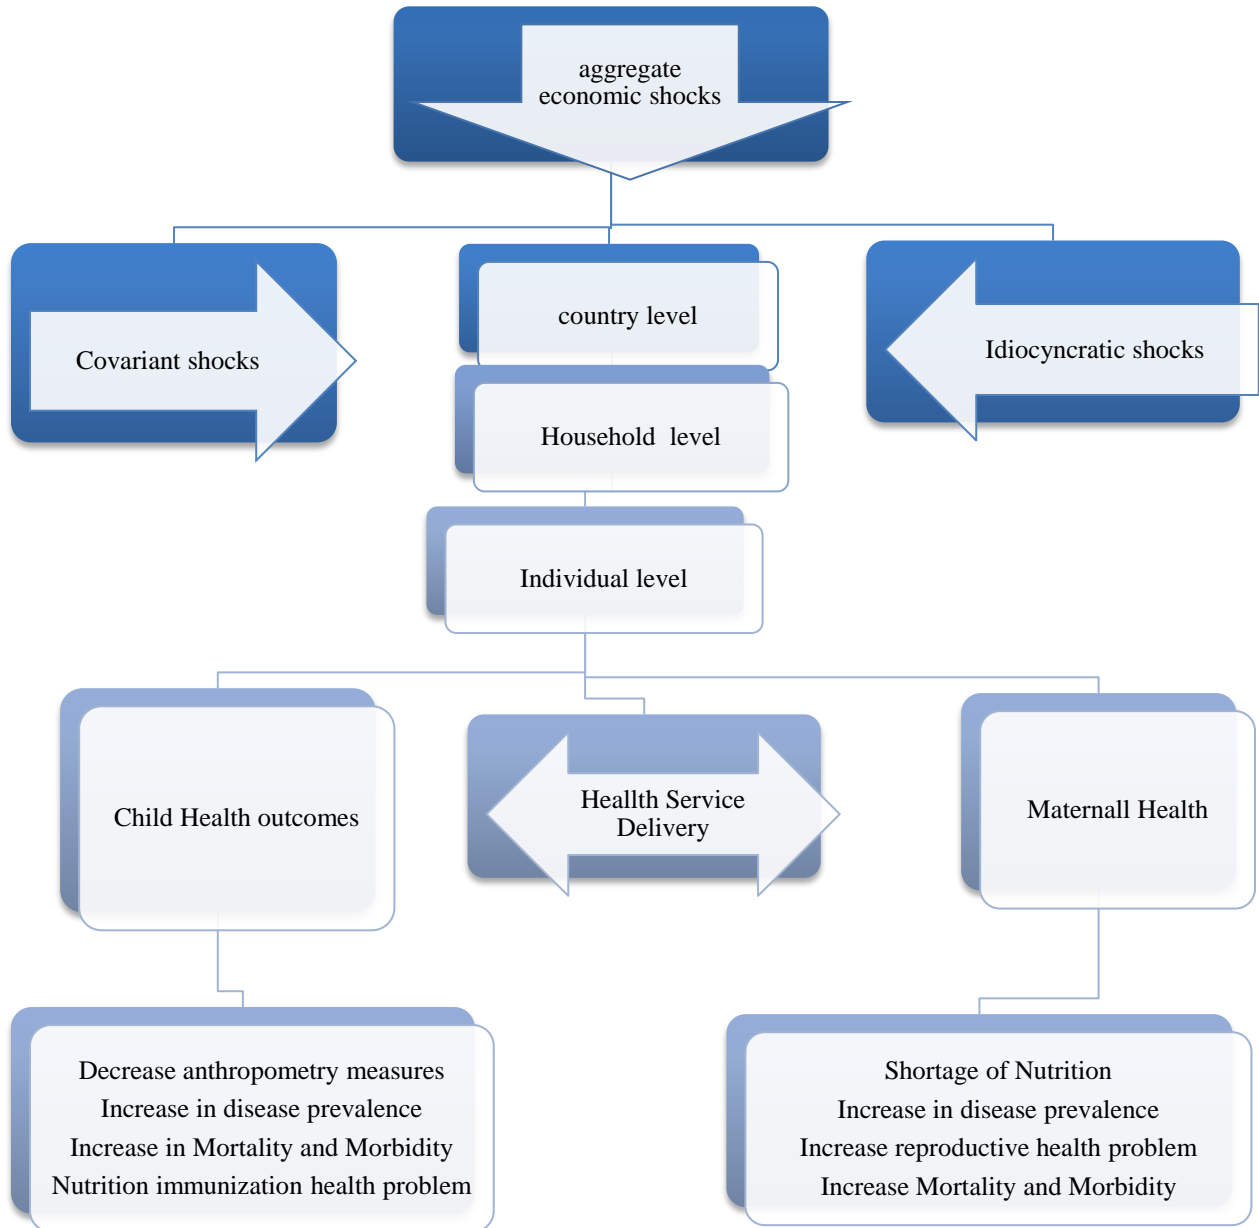 aggregate
economic shocks
Covariant shocks
country level
Idiocyncratic shocks
Household level
Individual level
Child Health outcomes
Heallth Service
Delivery
Maternall Health
Decrease anthropometry measures
Increase in disease prevalence
Increase in Mortality and Morbidity
Nutrition immunization health problem
Shortage of Nutrition
Increase in disease prevalence
Increase reproductive health problem
Increase Mortality and Morbidity